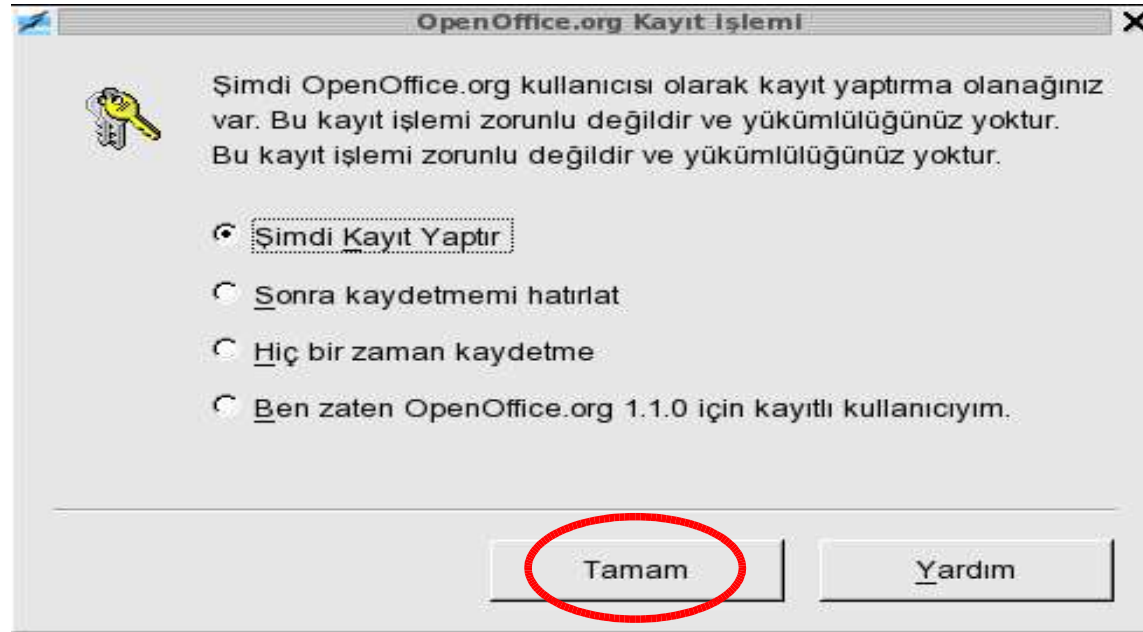 OpenOffice.org Kayıt İşlemi
Şimdi OpenOffice.org kullanıcısı olarak kayıt yaptırma olanağınız
var. Bu kayıt işlemi zorunlu değildir ve yükümlülüğünüz yoktur.
Bu kayıt işlemi zorunlu değildir ve yükümlülüğünüz yoktur.
Şimdi Kayıt Yaptır
Sonra kaydetmemi hatırlat
Hiç bir zaman kaydetme
Ben zaten OpenOffice.org 1.1.0 için kayıtlı kullanıcıyım.
Tamam Yardım